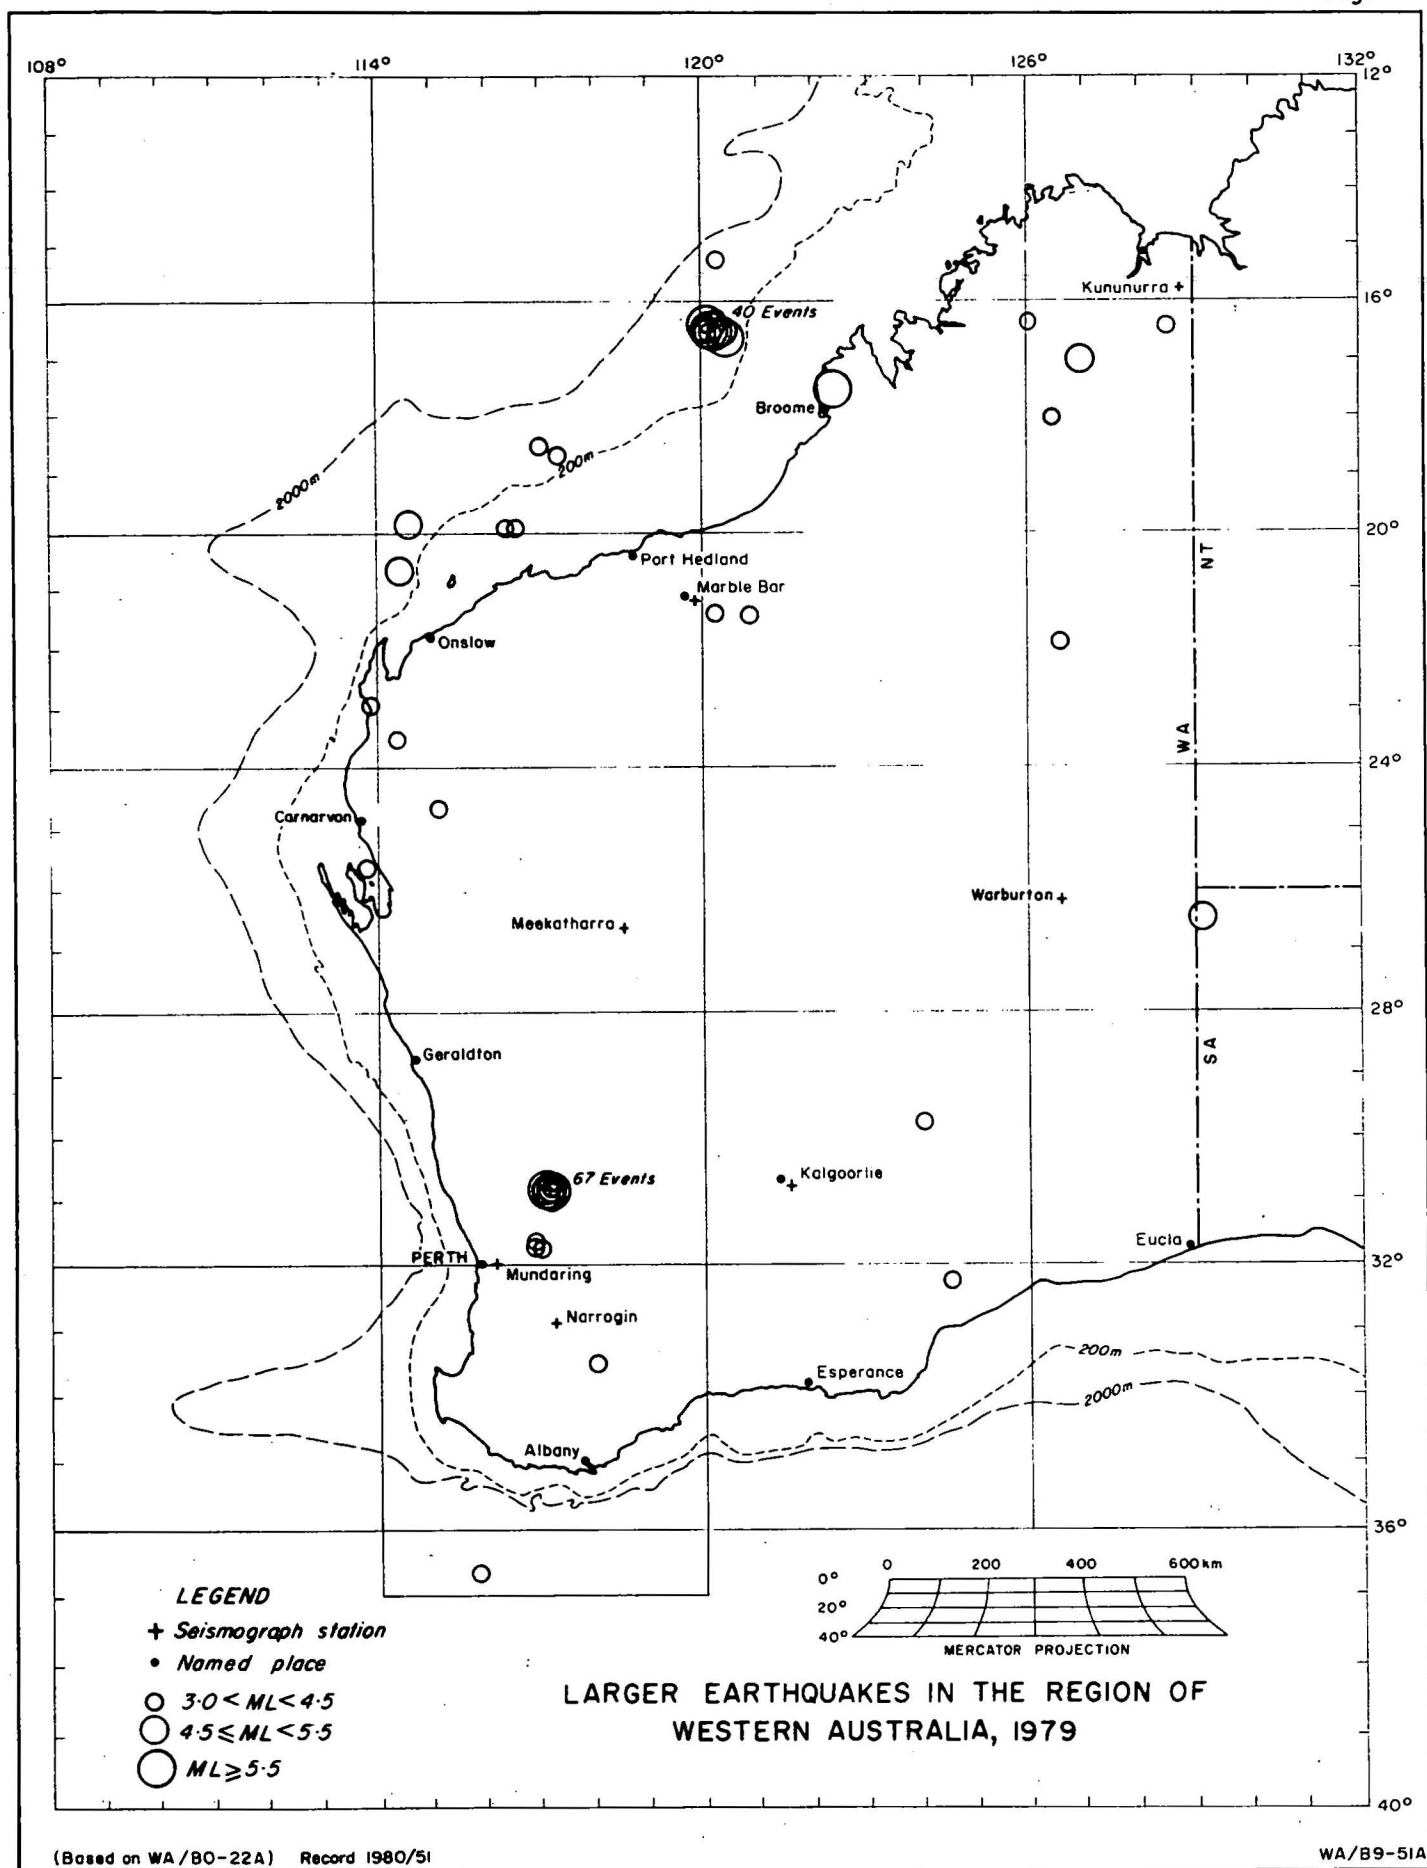 108° 114° 120° 126° 132°
12°
Kununurra
16°
40 Events
Broome
200m
2000m
20°
Port Hedland
NT
Marble Bar
Onslow
WA
24°
Carnarvon
Warburton
Meekatharra
28°
SA
Geraldton
67 Events
Kalgoorlie
Eucla
PERTH
32°
Mundaring
Narrogin
200m
Esperance
2000m
Albany
36°
0 200 400 600km
0°
20°
40°
MERCATOR PROJECTION
LEGEND
+ Seismograph station
• Named place
3·0 < ML < 4·5
4·5 ⩽ ML < 5·5
ML ⩾ 5·5
LARGER EARTHQUAKES IN THE REGION OF
WESTERN AUSTRALIA, 1979
40°
(Based on WA/BO-22A) Record 1980/51
WA/B9-51A